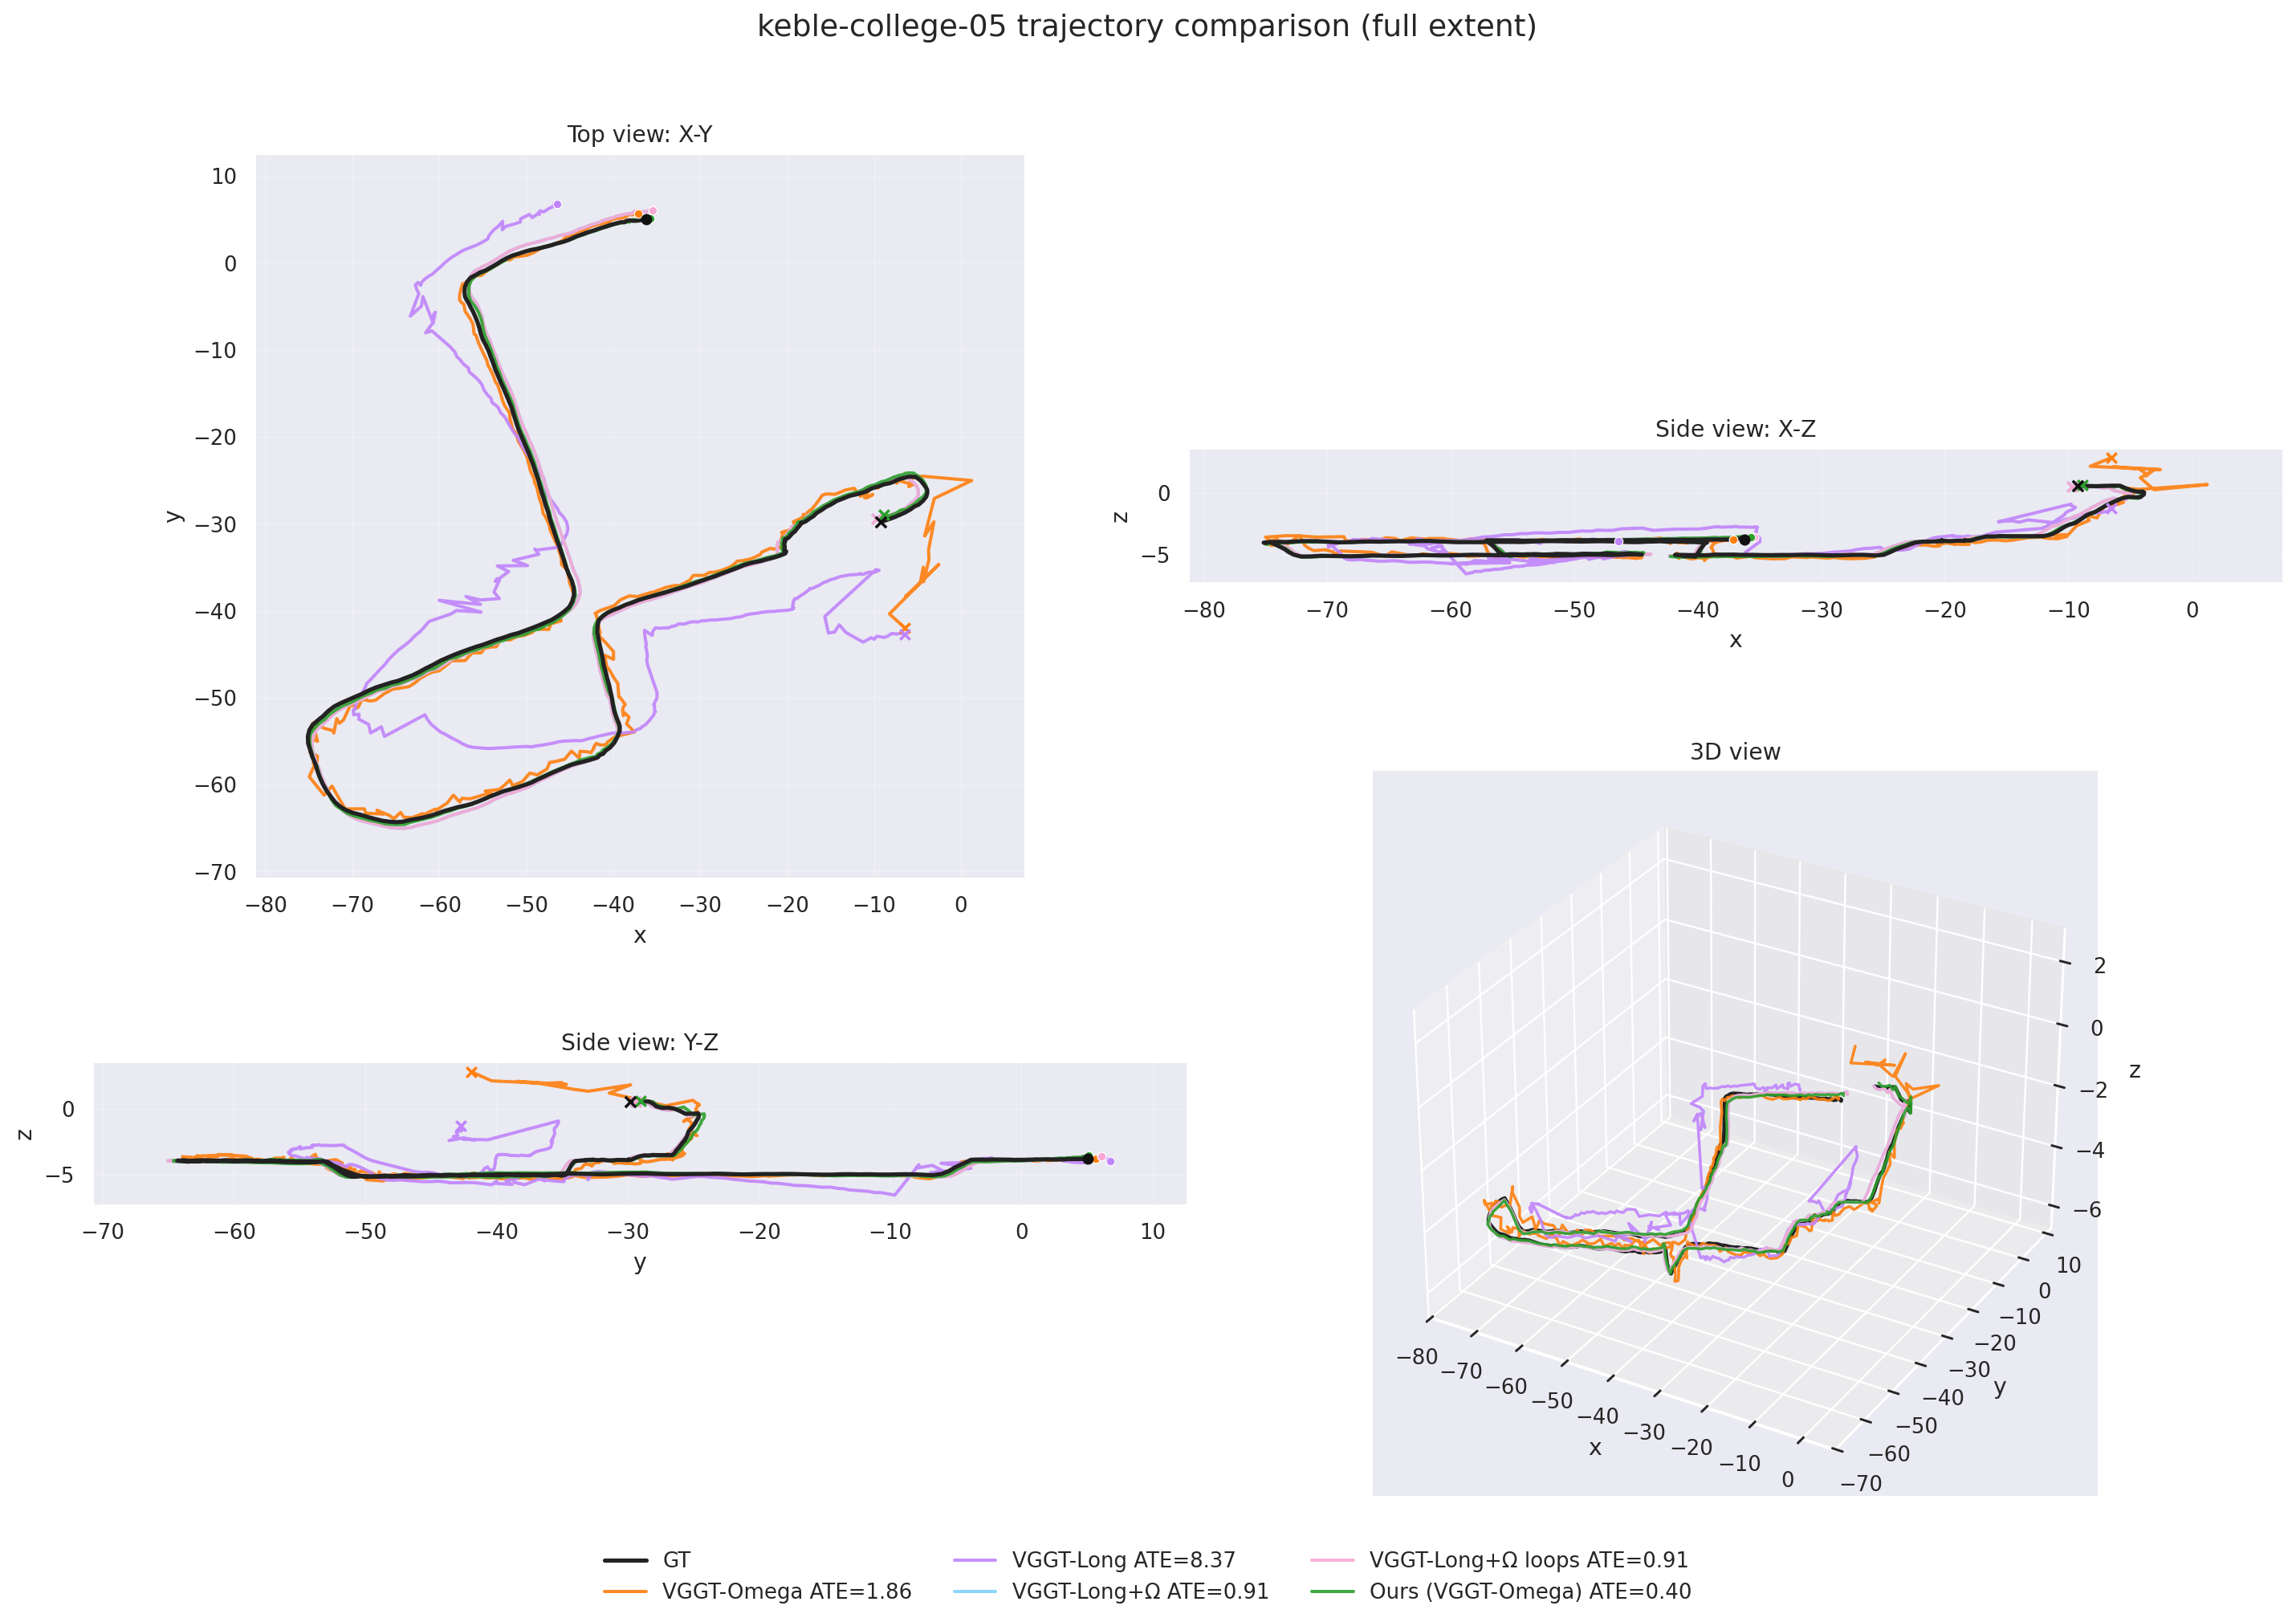 keble-college-05 trajectory comparison (full extent)
Top view: X-Y
10
0
−10
−20
−30
−40
−50
−60
−70
y
−80 −70 −60 −50 −40 −30 −20 −10 0
x
Side view: X-Z
0
−5
z
−80 −70 −60 −50 −40 −30 −20 −10 0
x
Side view: Y-Z
0
−5
z
−70 −60 −50 −40 −30 −20 −10 0 10
y
3D view
2
0
−2
−4
−6
z
10
0
−10
−20
−30
−40
−50
−60
−70
y
−80
−70
−60
−50
−40
−30
−20
−10
0
x
GT
VGGT-Omega ATE=1.86
VGGT-Long ATE=8.37
VGGT-Long+Ω ATE=0.91
VGGT-Long+Ω loops ATE=0.91
Ours (VGGT-Omega) ATE=0.40